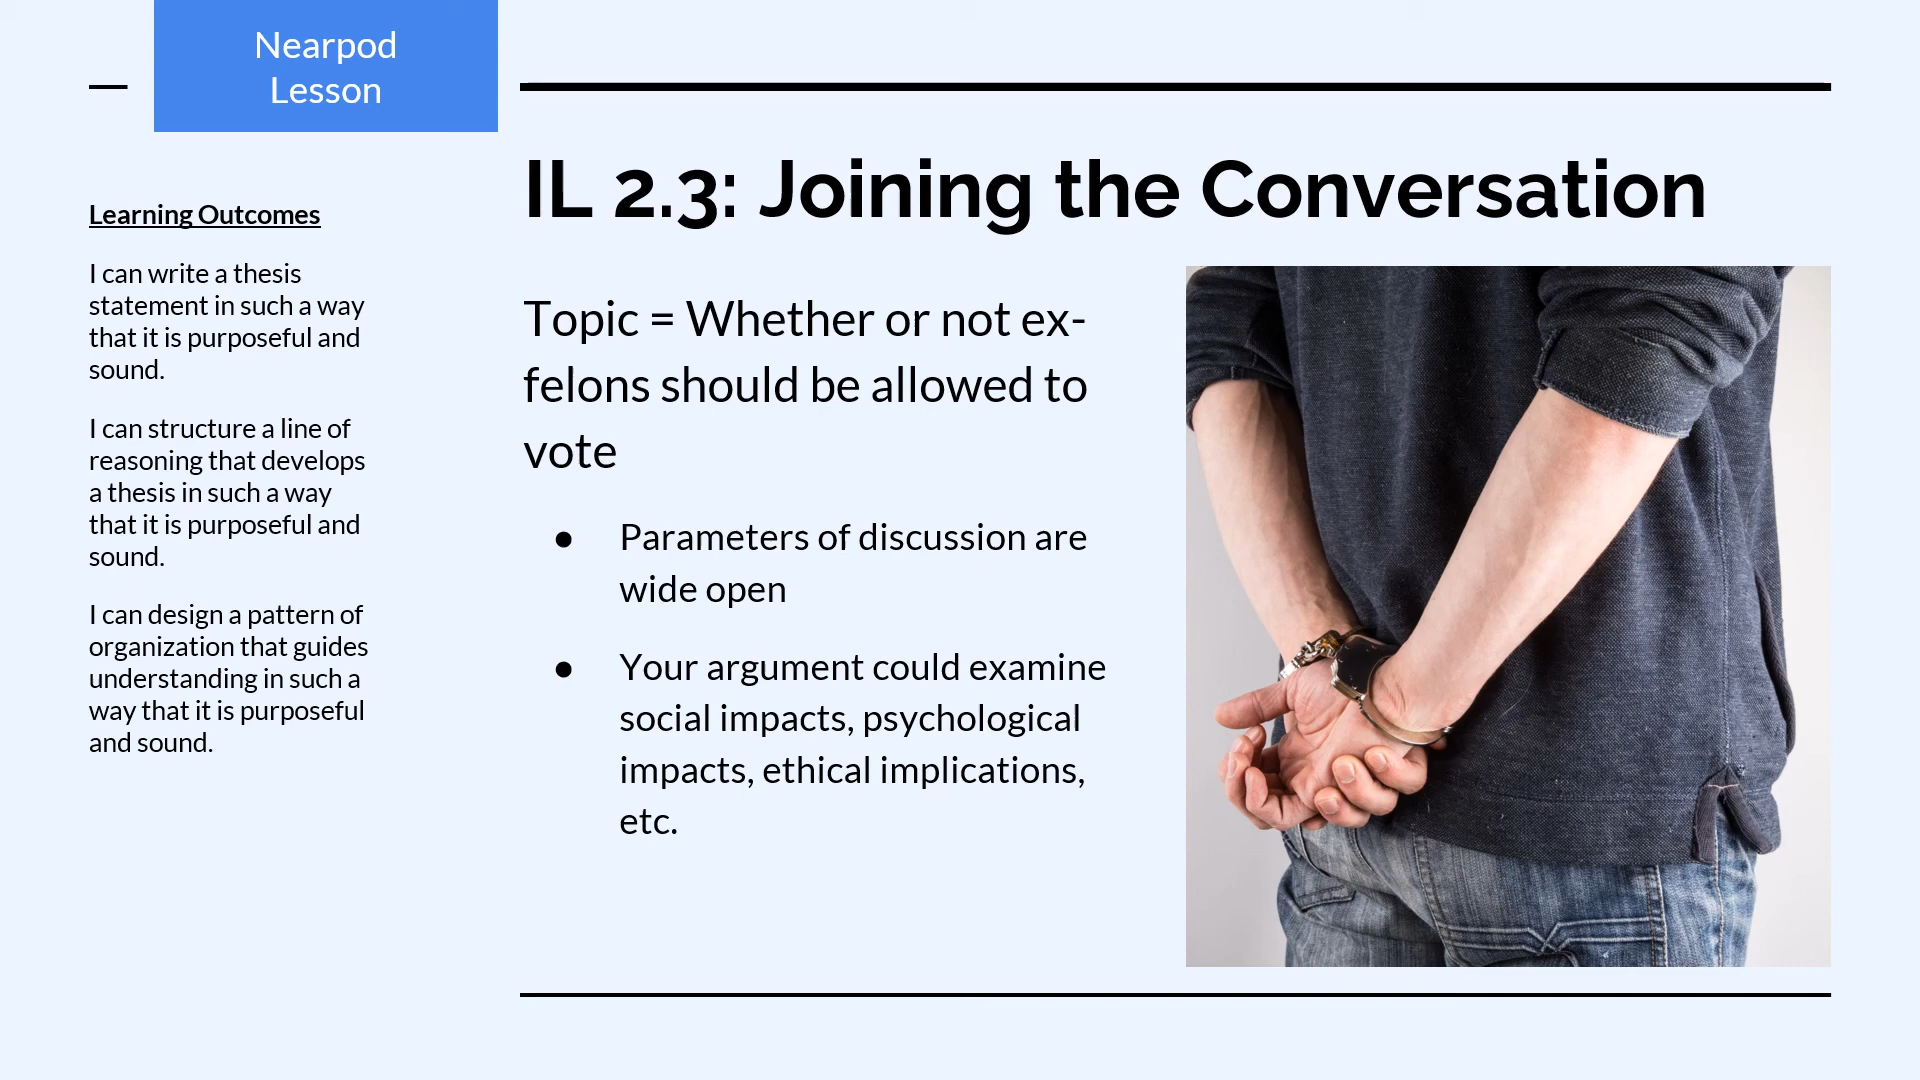 Nearpod
Lesson
IL 2.3: Joining the Conversation
Learning Outcomes
I can write a thesis
statement in such a way
that it is purposeful and
sound.
I can structure a line of
reasoning that develops
a thesis in such a way
that it is purposeful and
sound.
I can design a pattern of
organization that guides
understanding in such a
way that it is purposeful
and sound.
Topic = Whether or not ex-
felons should be allowed to
vote
● Parameters of discussion are
wide open
● Your argument could examine
social impacts, psychological
impacts, ethical implications,
etc.